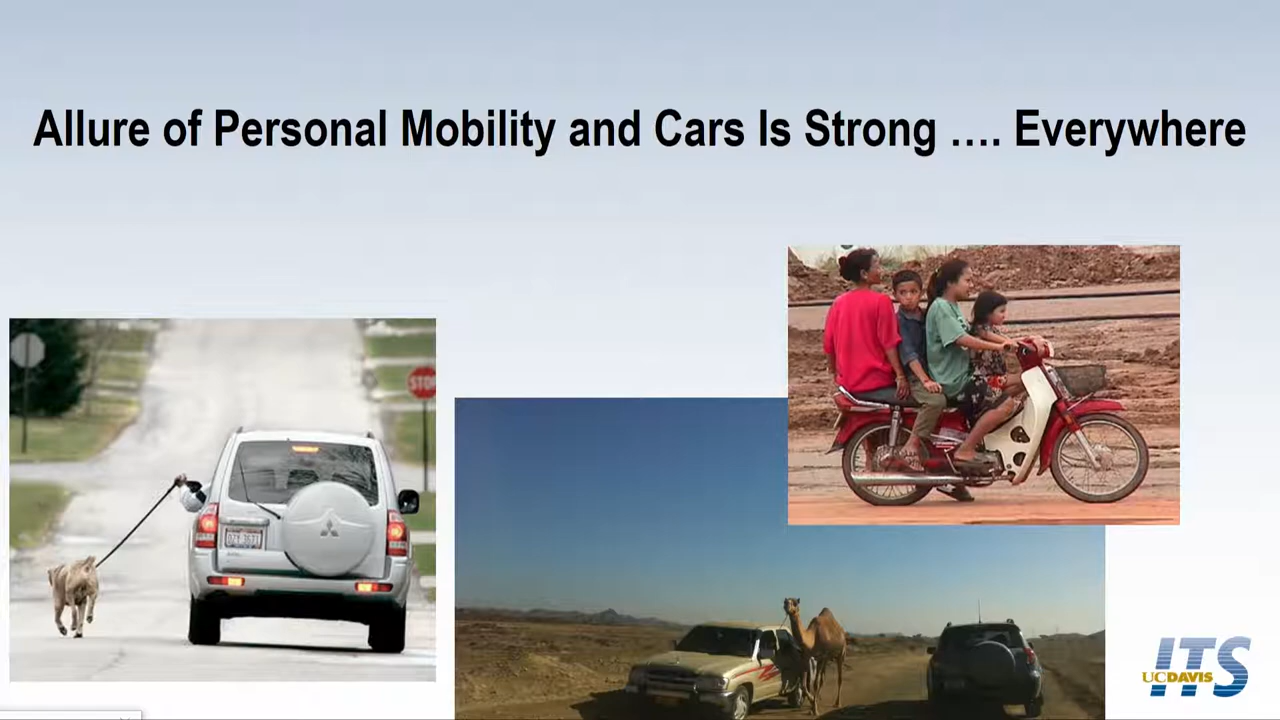 Allure of Personal Mobility and Cars Is Strong …. Everywhere
STOP
ITS
UCDAVIS